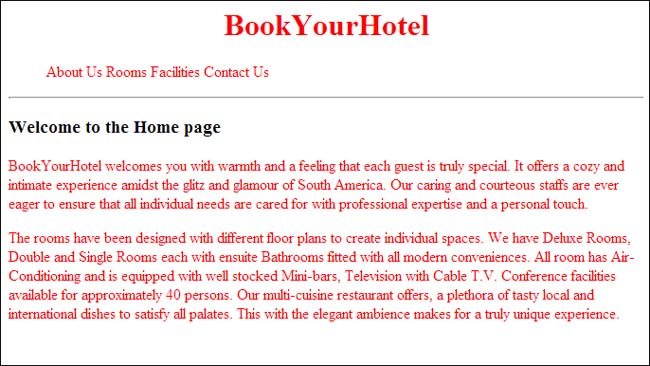 BookYourHotel
About Us Rooms Facilities Contact Us
Welcome to the Home page
BookYourHotel welcomes you with warmth and a feeling that each guest is truly special. It offers a cozy and
intimate experience amidst the glitz and glamour of South America. Our caring and courteous staffs are ever
eager to ensure that all individual needs are cared for with professional expertise and a personal touch.
The rooms have been designed with different floor plans to create individual spaces. We have Deluxe Rooms,
Double and Single Rooms each with ensuite Bathrooms fitted with all modern conveniences. All room has Air-
Conditioning and is equipped with well stocked Mini-bars, Television with Cable T.V. Conference facilities
available for approximately 40 persons. Our multi-cuisine restaurant offers, a plethora of tasty local and
international dishes to satisfy all palates. This with the elegant ambience makes for a truly unique experience.